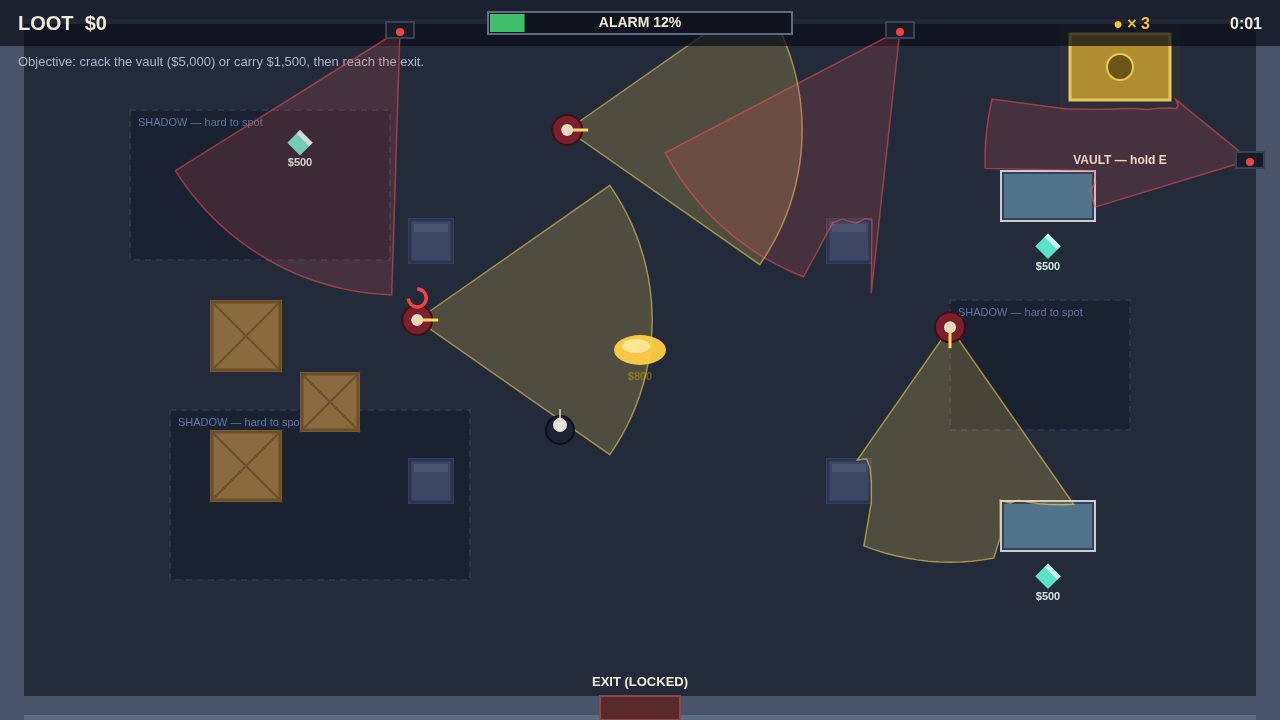 LOOT $0
ALARM 12%
× 3
0:01
Objective: crack the vault ($5,000) or carry $1,500, then reach the exit.
SHADOW — hard to spot
$500
VAULT — hold E
$500
SHADOW — hard to spot
$800
SHADOW — hard to spo
$500
EXIT (LOCKED)